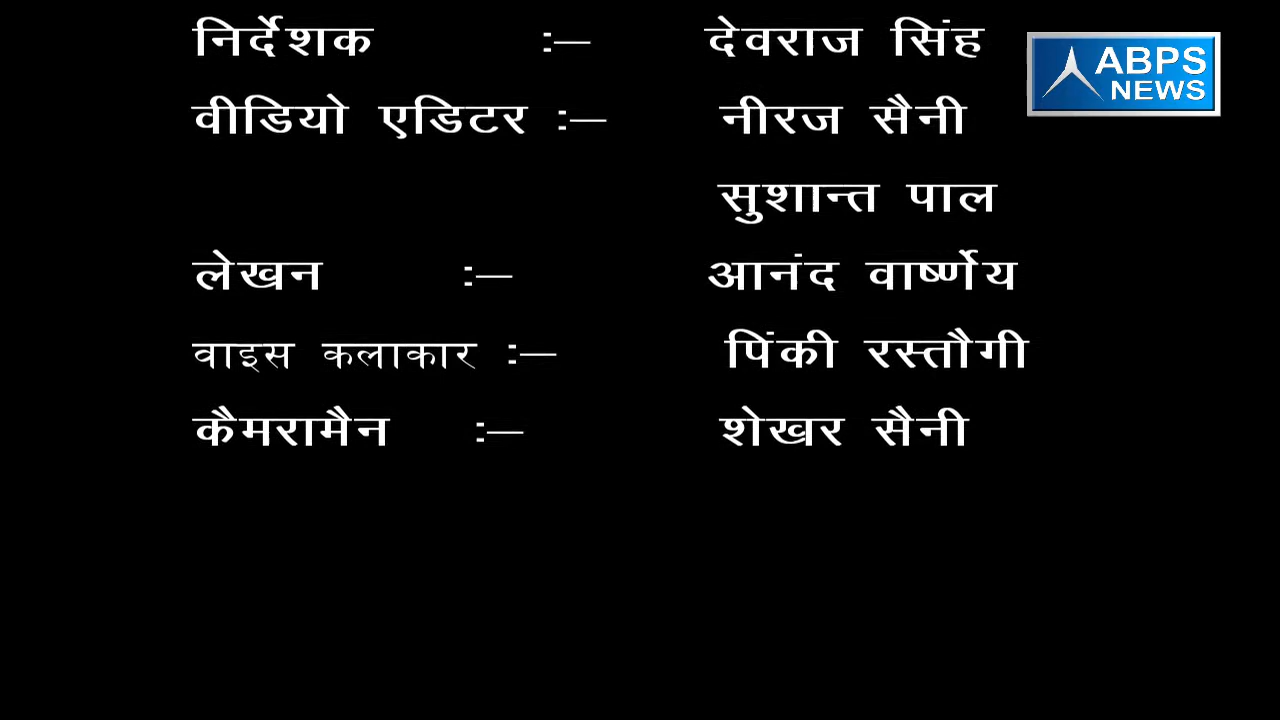 निर्देशक :— देवराज सिंह
ABPS
NEWS
वीडियो एडिटर :— नीरज सैनी
सुशान्त पाल
लेखन :— आनंद वार्ष्णेय
वाइस कलाकार :— पिंकी रस्तौगी
कैमरामैन :— शेखर सैनी